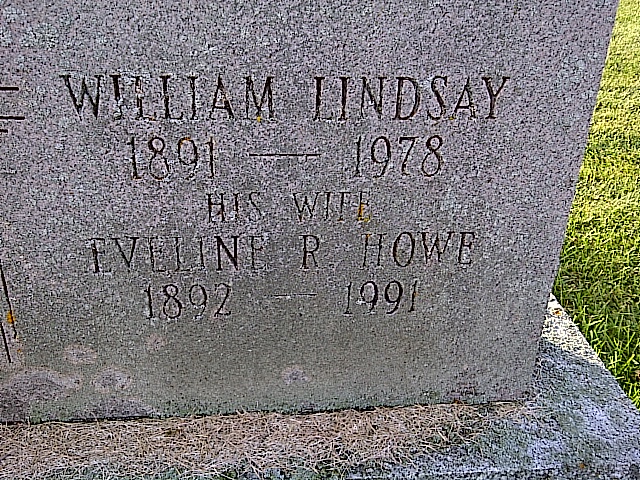 WILLIAM LINDSAY
1891 — 1978
HIS WIFE
EVELINE R. HOWE
1892 — 1991